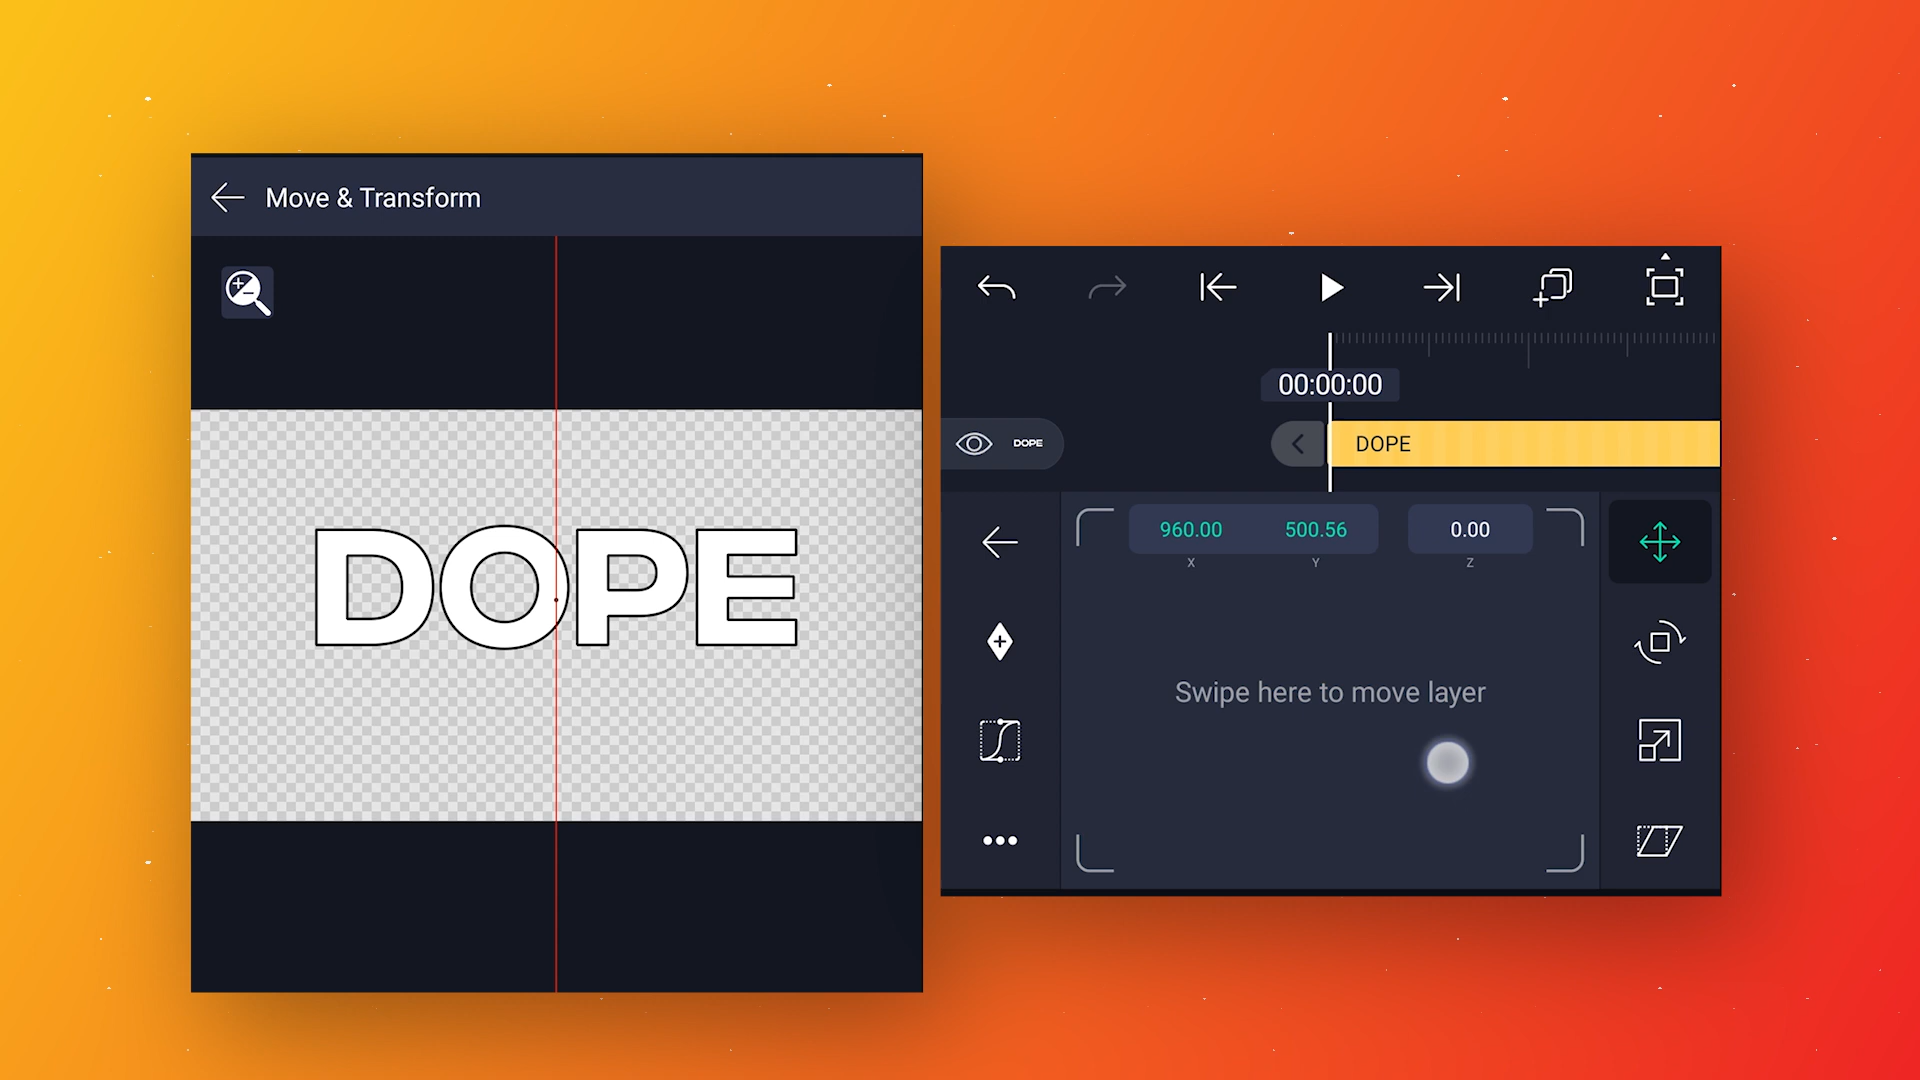 Move & Transform
DOPE
00:00:00
DOPE
DOPE
960.00 500.56 0.00
X Y Z
Swipe here to move layer